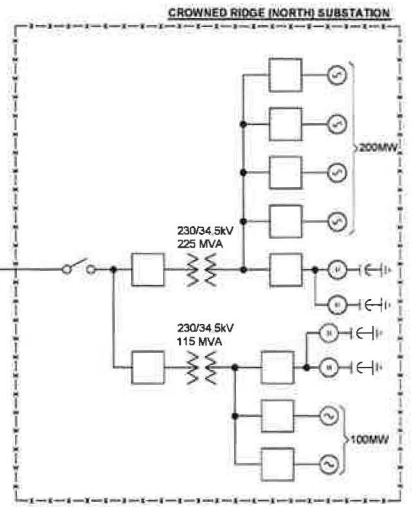 CROWNED RIDGE (NORTH) SUBSTATION
200MW
230/34.5kV
225 MVA
230/34.5kV
115 MVA
100MW